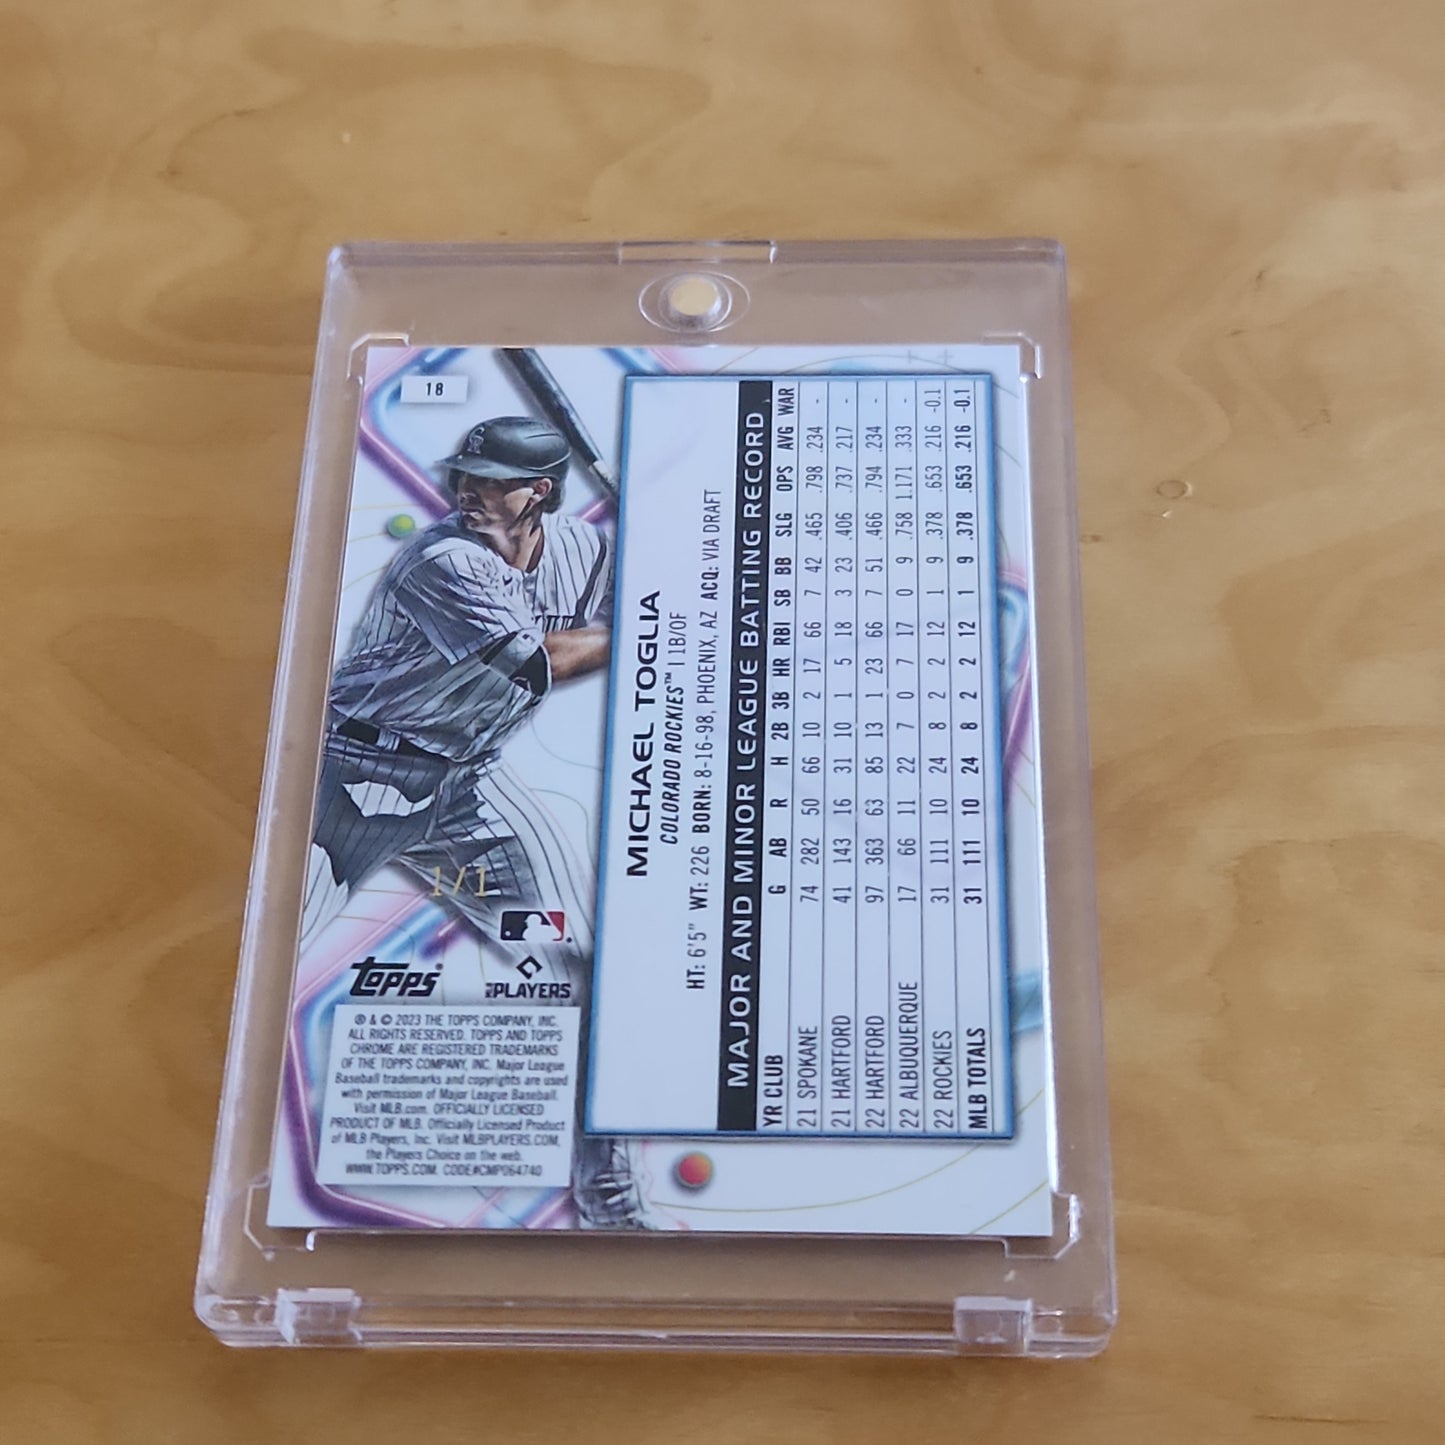 18
MICHAEL TOGLIA
COLORADO ROCKIES™ | 1B/OF
HT: 6'5" WT: 226 BORN: 8-16-98, PHOENIX, AZ ACQ: VIA DRAFT
MAJOR AND MINOR LEAGUE BATTING RECORD
YR CLUB G AB R H 2B 3B HR RBI SB BB SLG OPS AVG WAR
21 SPOKANE 74 282 50 66 10 2 17 66 7 42 .465 .798 .234 -
21 HARTFORD 41 143 16 31 10 1 5 18 3 23 .406 .737 .217 -
22 HARTFORD 97 363 63 85 13 1 23 66 7 51 .466 .794 .234 -
22 ALBUQUERQUE 17 66 11 22 7 0 7 17 0 9 .758 1.171 .333 -
22 ROCKIES 31 111 10 24 8 2 2 12 1 9 .378 .653 .216 -0.1
MLB TOTALS 31 111 10 24 8 2 2 12 1 9 .378 .653 .216 -0.1
1/1
topps®
MLB PLAYERS
® & © 2023 THE TOPPS COMPANY, INC.
ALL RIGHTS RESERVED. TOPPS AND TOPPS
CHROME ARE REGISTERED TRADEMARKS
OF THE TOPPS COMPANY, INC. Major League
Baseball trademarks and copyrights are used
with permission of Major League Baseball.
Visit MLB.com. OFFICIALLY LICENSED
PRODUCT OF MLB. Officially Licensed Product
of MLB Players, Inc. Visit MLBPLAYERS.COM,
the Players Choice on the web.
WWW.TOPPS.COM. CODE#CMP064740